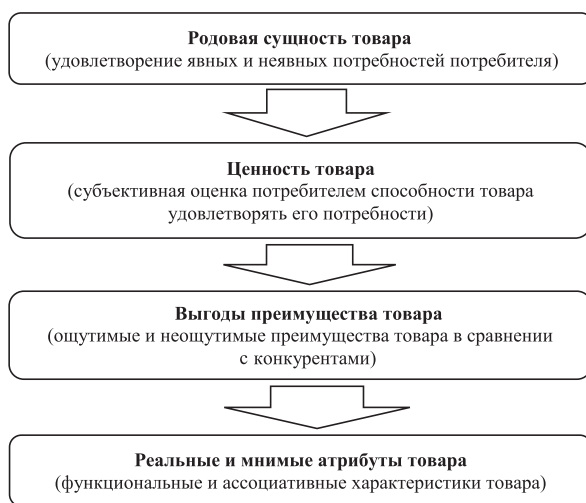 Родовая сущность товара
(удовлетворение явных и неявных потребностей потребителя)
Ценность товара
(субъективная оценка потребителем способности товара
удовлетворять его потребности)
Выгоды преимущества товара
(ощутимые и неощутимые преимущества товара в сравнении
с конкурентами)
Реальные и мнимые атрибуты товара
(функциональные и ассоциативные характеристики товара)